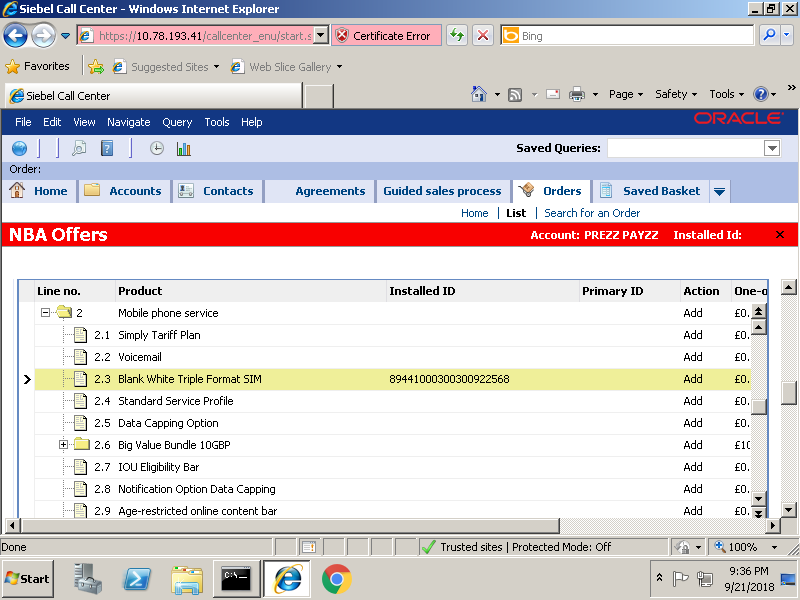 Siebel Call Center - Windows Internet Explorer
https://10.78.193.41/callcenter_enu/start.s
Certificate Error
Bing
Favorites
Suggested Sites
Web Slice Gallery
Siebel Call Center
Page
Safety
Tools
File Edit View Navigate Query Tools Help
ORACLE
Saved Queries:
Order:
Home Accounts Contacts Agreements Guided sales process Orders Saved Basket
Home | List | Search for an Order
NBA Offers Account: PREZZ PAYZZ Installed Id:
Line no. Product Installed ID Primary ID Action One-o
2 Mobile phone service Add £0.
2.1 Simply Tariff Plan Add £0.
2.2 Voicemail Add £0.
2.3 Blank White Triple Format SIM 89441000300300922568 Add £0.
2.4 Standard Service Profile Add £0.
2.5 Data Capping Option Add £0.
2.6 Big Value Bundle 10GBP Add £10
2.7 IOU Eligibility Bar Add £0.
2.8 Notification Option Data Capping Add £0.
2.9 Age-restricted online content bar Add £0.
Done Trusted sites | Protected Mode: Off 100%
Start
C:\
9:36 PM
9/21/2018